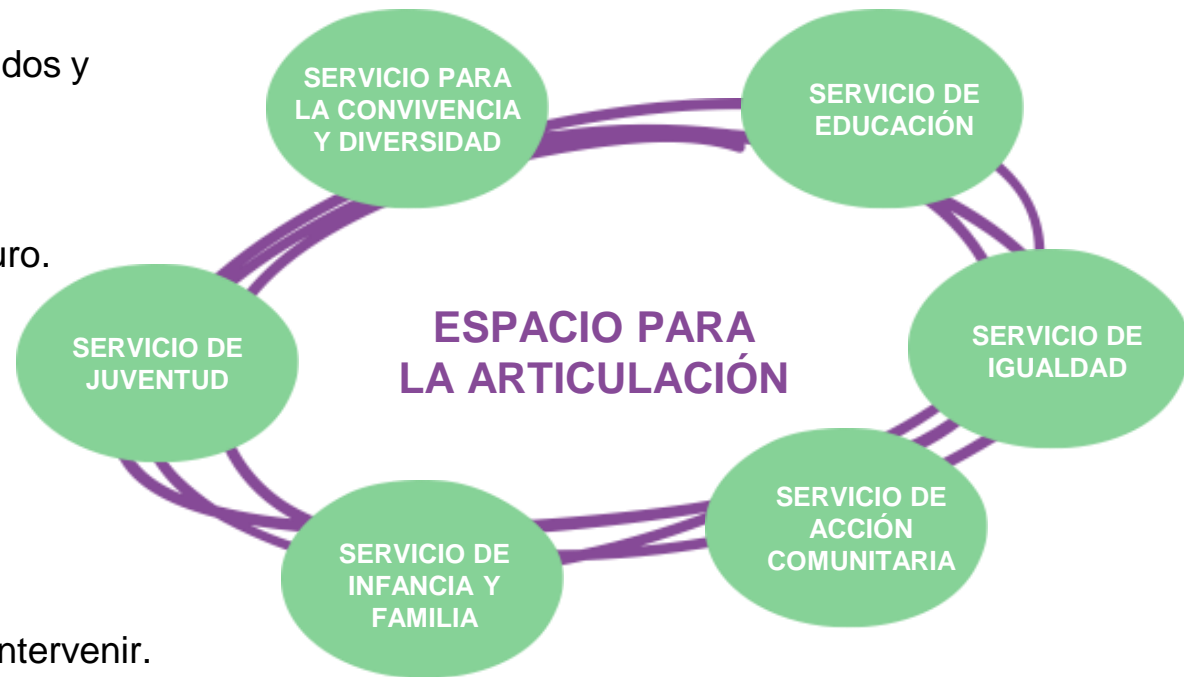 dos y
uro.
ntervenir.
SERVICIO PARA
LA CONVIVENCIA
Y DIVERSIDAD
SERVICIO DE
EDUCACIÓN
SERVICIO DE
IGUALDAD
SERVICIO DE
ACCIÓN
COMUNITARIA
SERVICIO DE
INFANCIA Y
FAMILIA
SERVICIO DE
JUVENTUD
ESPACIO PARA
LA ARTICULACIÓN